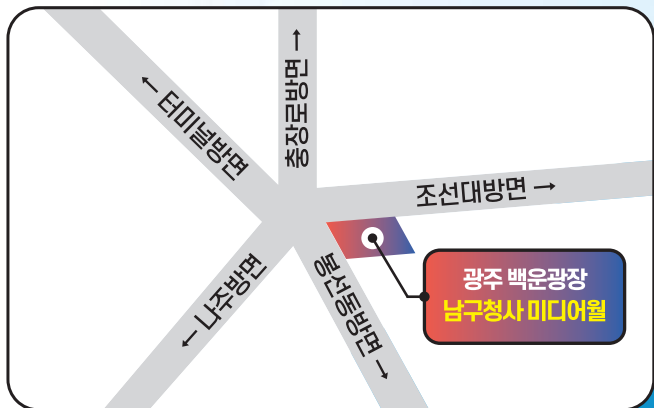 ← 터미널방면
충장로방면 →
조선대방면 →
← 나주방면
봉선동방면 →
광주 백운광장
남구청사 미디어월